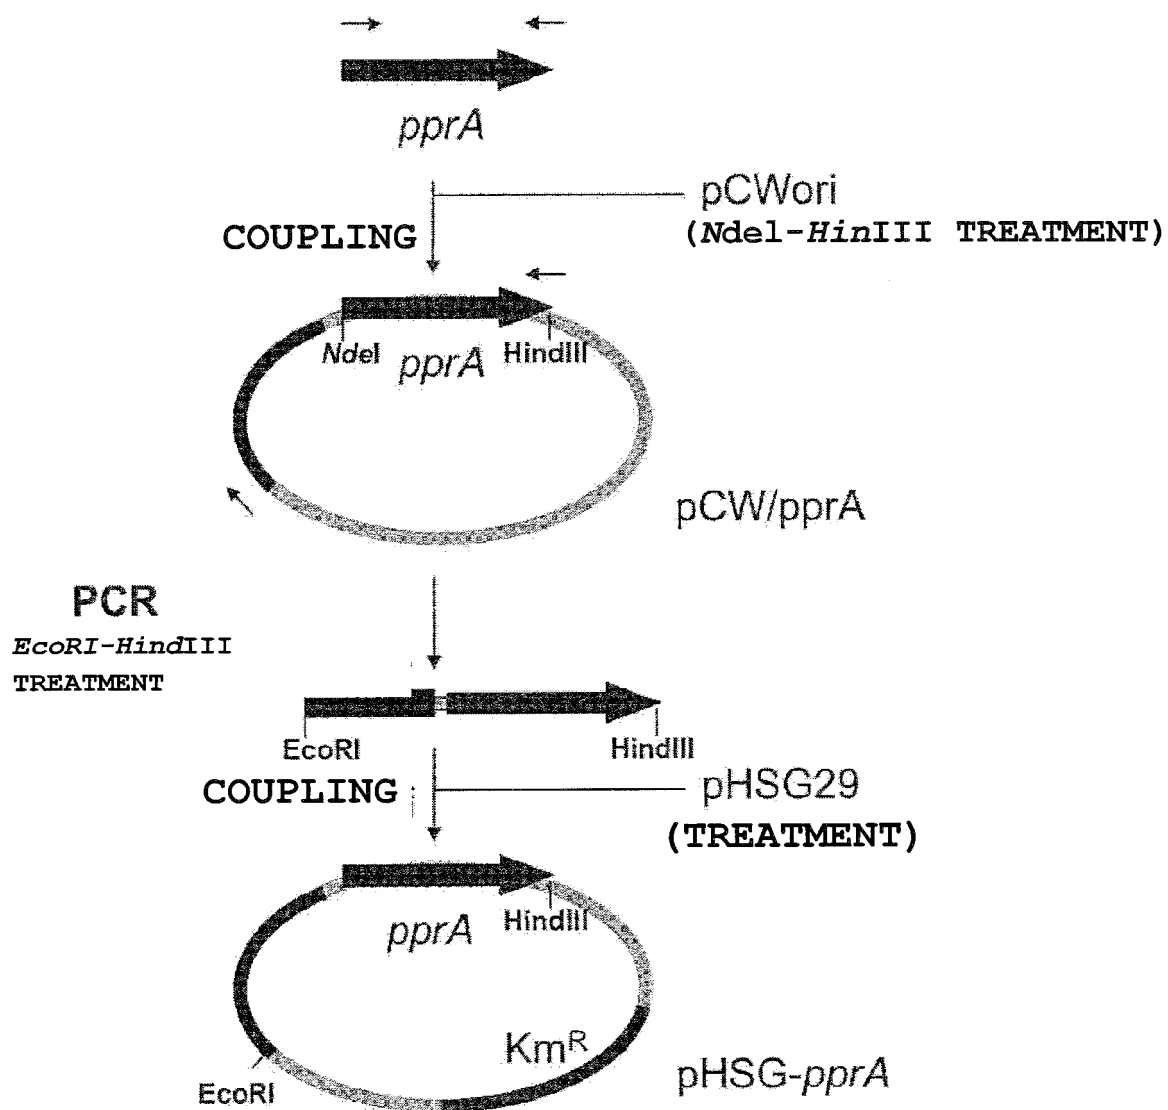 pprA
pCWori
COUPLING
(Ndel-HinIII TREATMENT)
NdeI
pprA
HindIII
pCW/pprA
PCR
EcoRI-HindIII
TREATMENT
EcoRI
HindIII
COUPLING
pHSG29
(TREATMENT)
pprA
HindIII
KmR
EcoRI
pHSG-pprA